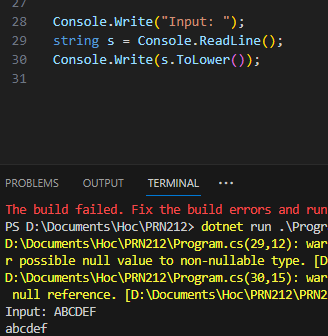 27
28 Console.Write("Input: ");
29 string s = Console.ReadLine();
30 Console.Write(s.ToLower());
31
PROBLEMS OUTPUT TERMINAL ···
The build failed. Fix the build errors and run
PS D:\Documents\Hoc\PRN212> dotnet run .\Progr
D:\Documents\Hoc\PRN212\Program.cs(29,12): war
r possible null value to non-nullable type. [D
D:\Documents\Hoc\PRN212\Program.cs(30,15): war
 null reference. [D:\Documents\Hoc\PRN212\PRN2
Input: ABCDEF
abcdef